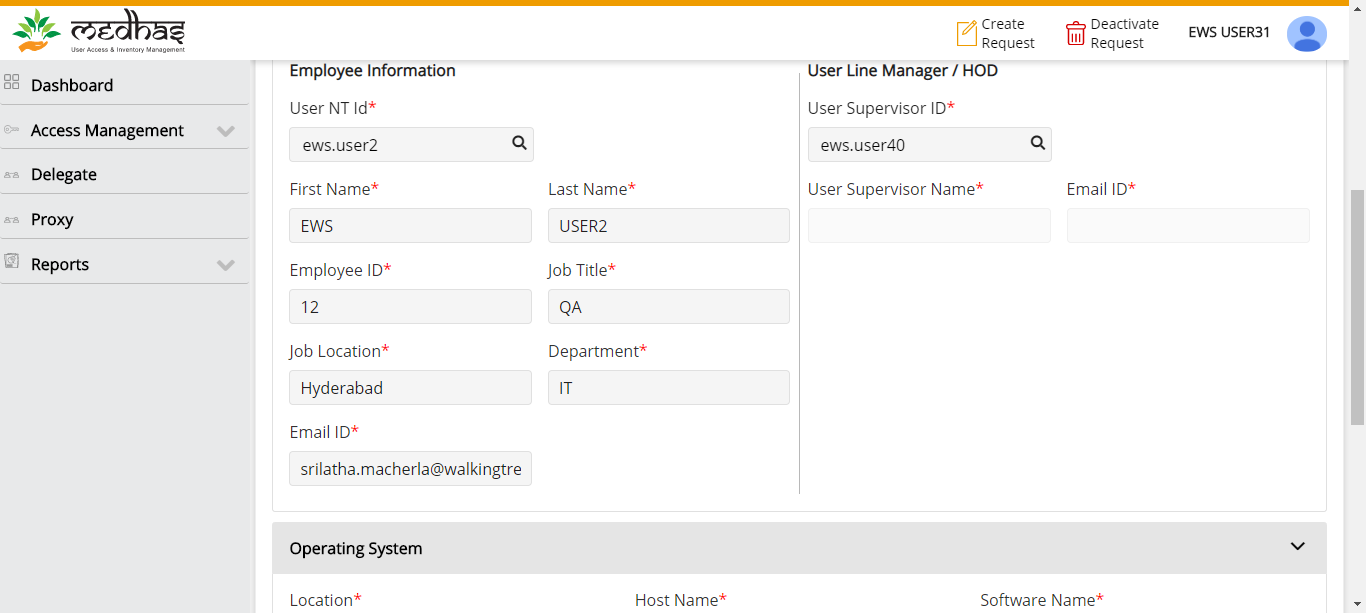 medhas
User Access & Inventory Management
Create
Request
Deactivate
Request
EWS USER31
Dashboard
Access Management
Delegate
Proxy
Reports
Employee Information
User NT Id*
ews.user2
First Name*
Last Name*
EWS
USER2
Employee ID*
Job Title*
12
QA
Job Location*
Department*
Hyderabad
IT
Email ID*
srilatha.macherla@walkingtre
User Line Manager / HOD
User Supervisor ID*
ews.user40
User Supervisor Name*
Email ID*
Operating System
Location*
Host Name*
Software Name*